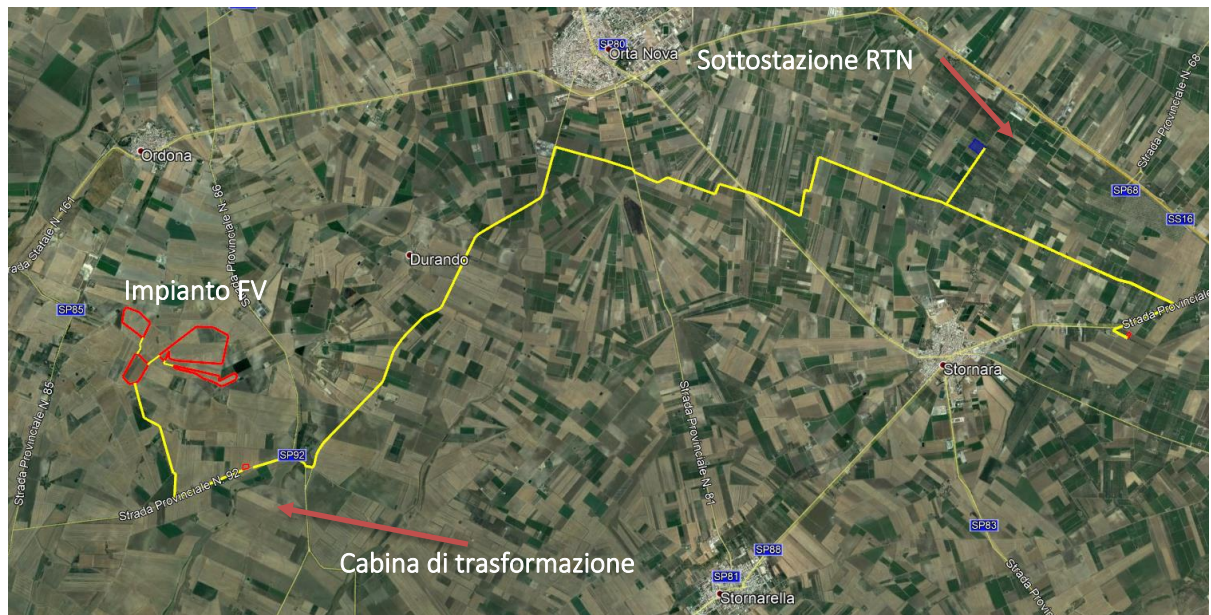 SP80
Orta Nova
Sottostazione RTN
Strada Provinciale N- 68
Ordona
SP68
SS16
Strada Provinciale N- 86
rada Statale N- 161
Durando
Impianto FV
SP85
Strada Provinciale
Stornara
Strada Provinciale N- 85
Strada Provinciale N- 81
SP92
Strada Provinciale N- 92
SP83
Cabina di trasformazione
SP88
SP81
Stornarella
Strada Pro